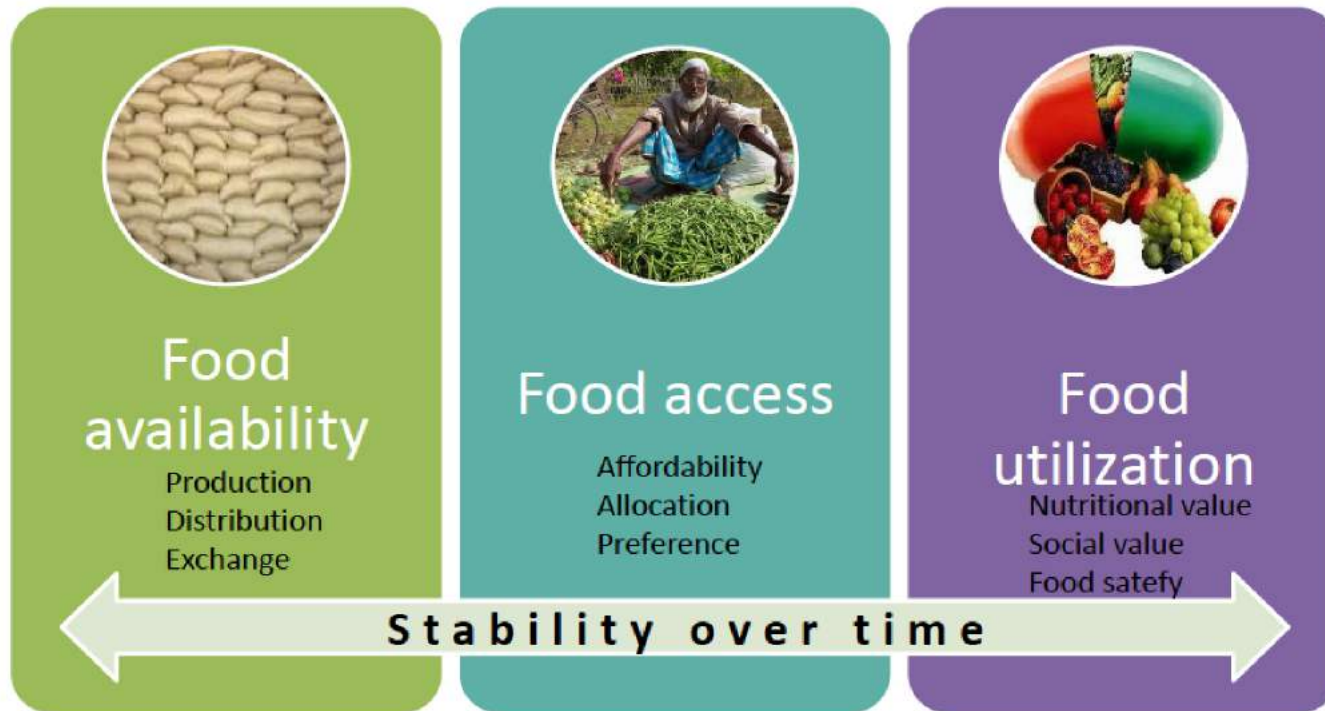 Food
availability
Production
Distribution
Exchange
Food access
Affordability
Allocation
Preference
Food
utilization
Nutritional value
Social value
Food satefy
Stability over time